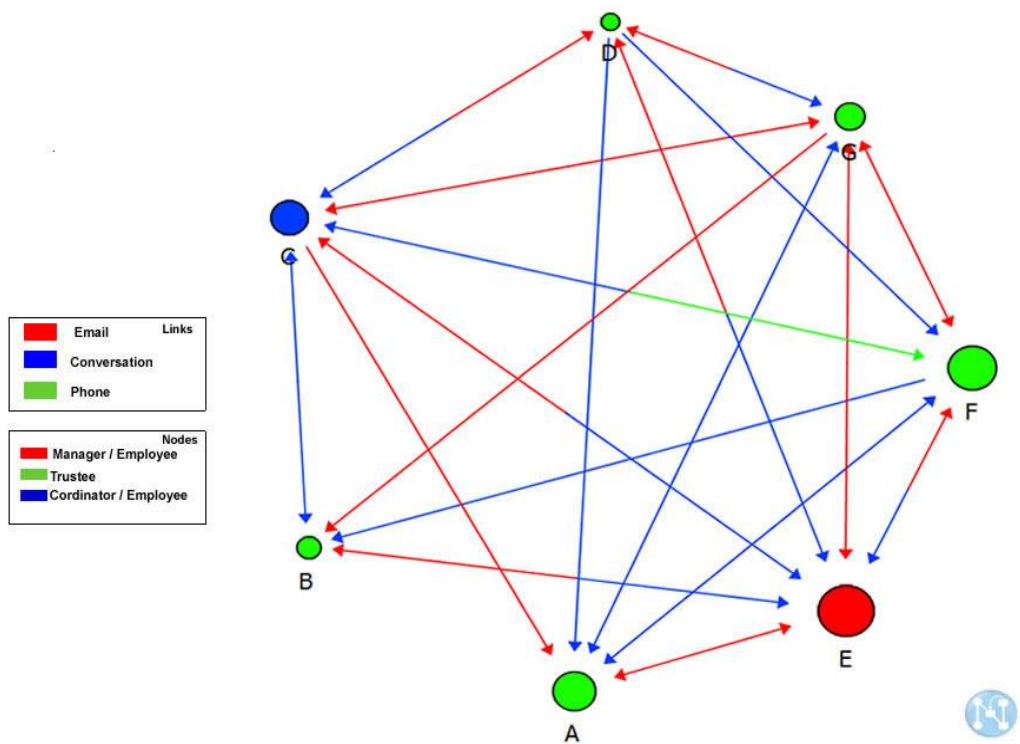 D
G
C
Links
Email
Conversation
Phone
F
Nodes
Manager / Employee
Trustee
Cordinator / Employee
B
E
A